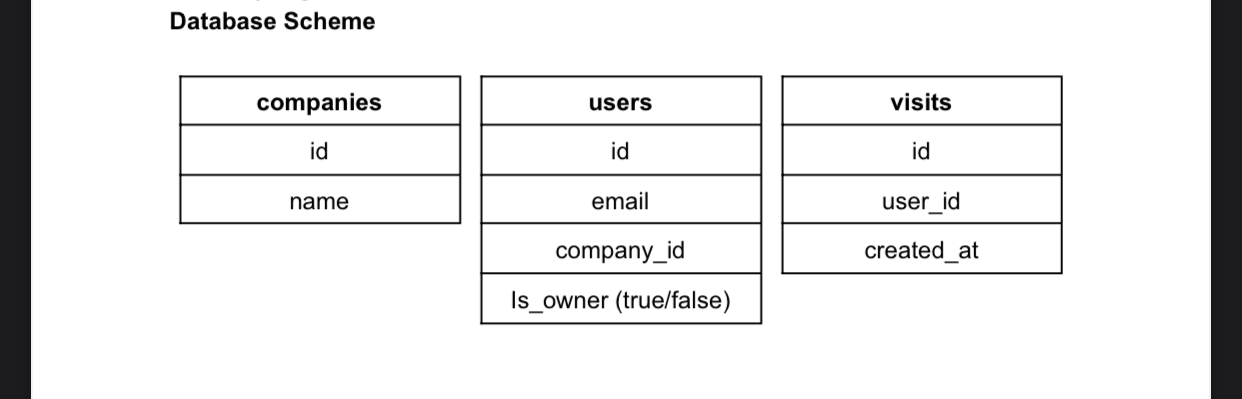 Database Scheme
companies
id
name
users
id
email
company_id
Is_owner (true/false)
visits
id
user_id
created_at